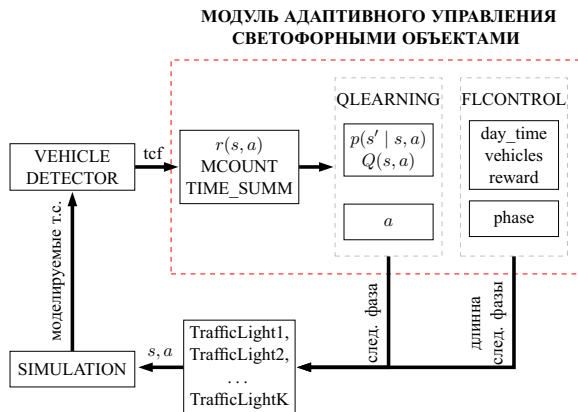 МОДУЛЬ АДАПТИВНОГО УПРАВЛЕНИЯ
СВЕТОФОРНЫМИ ОБЪЕКТАМИ
QLEARNING
FLCONTROL
VEHICLE
DETECTOR
tcf
r(s, a)
MCOUNT
TIME_SUMM
p(s′ | s, a)
Q(s, a)
a
day_time
vehicles
reward
phase
моделируемые т.с.
след. фаза
длинна
след. фазы
SIMULATION
s, a
TrafficLight1,
TrafficLight2,
...
TrafficLightK